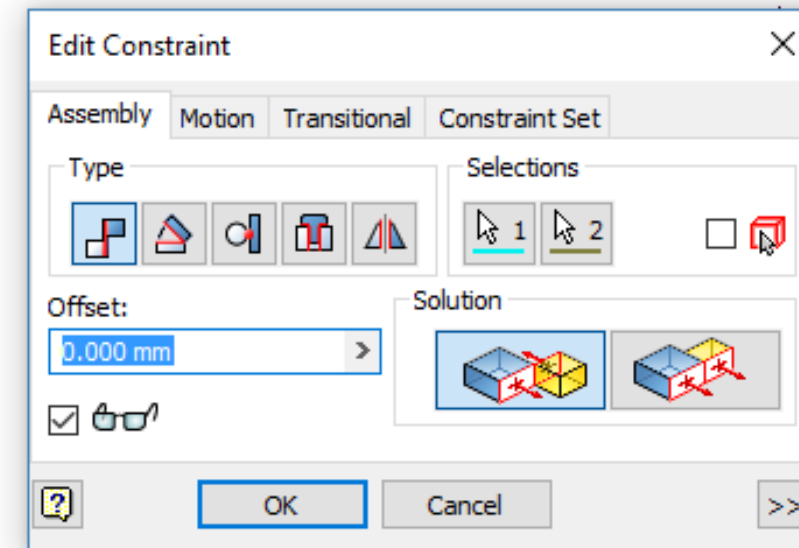 Edit Constraint
Assembly Motion Transitional Constraint Set
Type
Selections
1 2
Offset:
0.000 mm >
Solution
?
OK Cancel >>